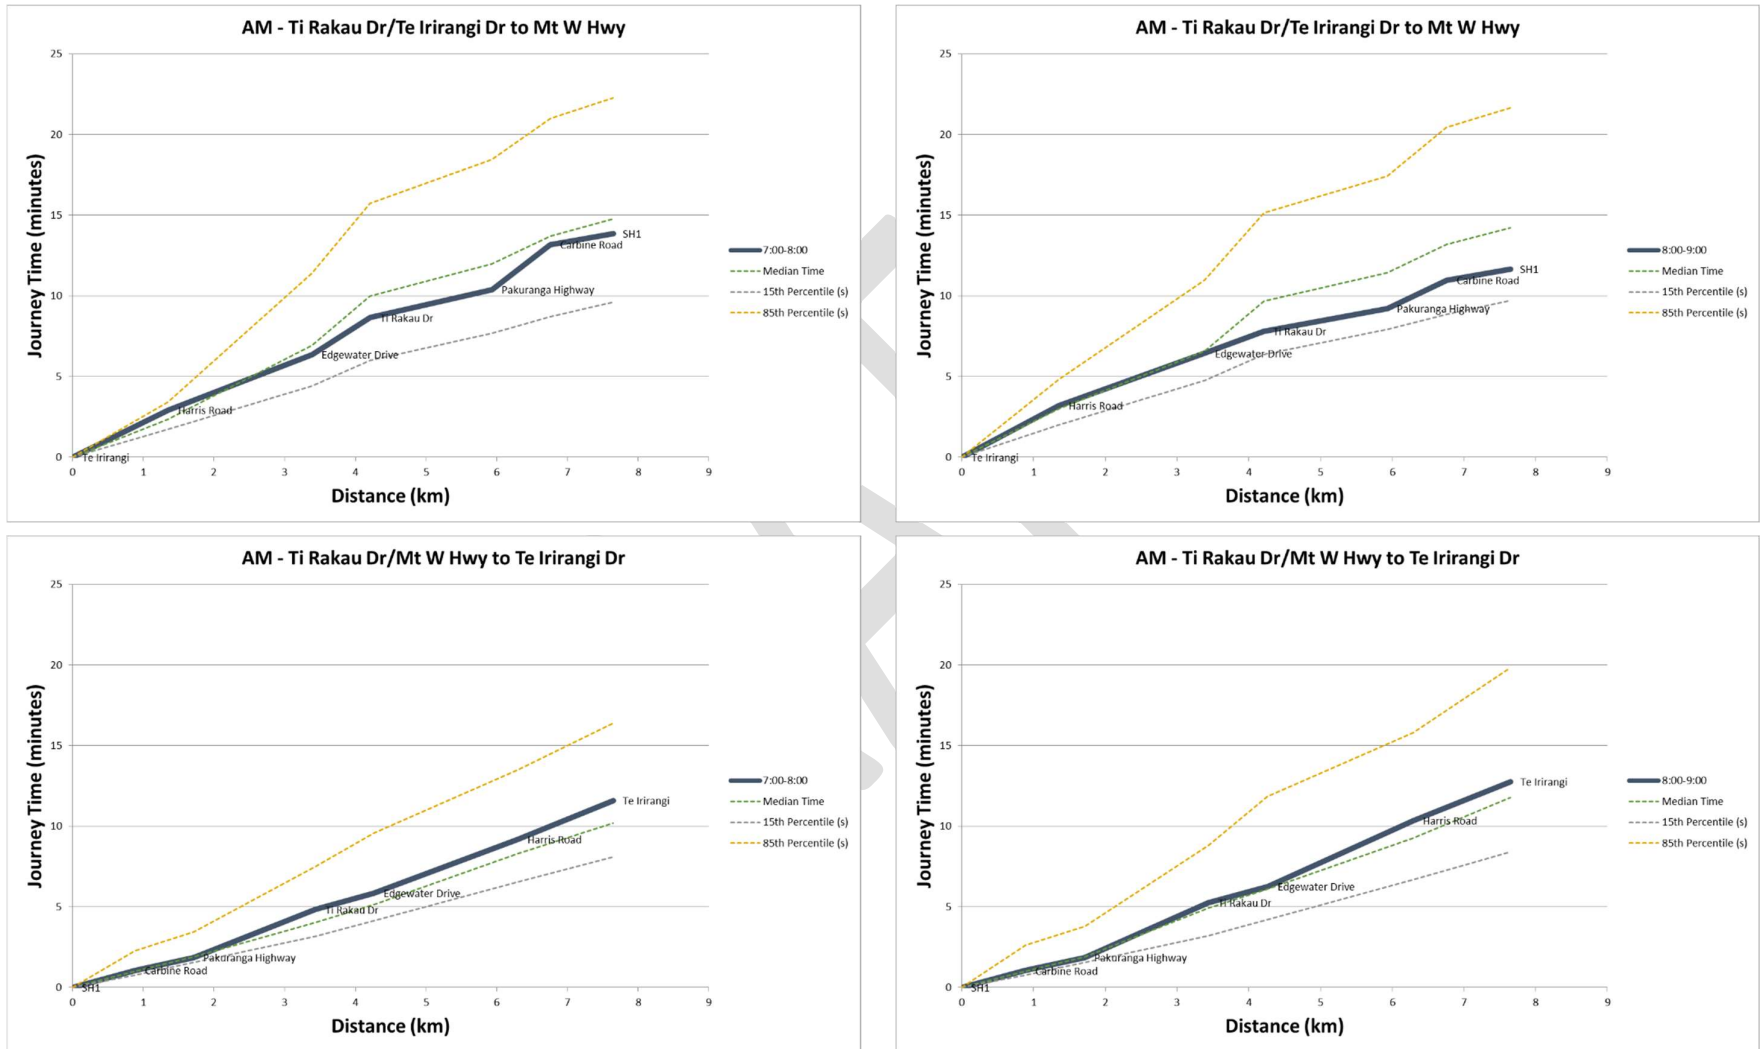 AM - Ti Rakau Dr/Te Irirangi Dr to Mt W Hwy
Journey Time (minutes)
25
20
15
10
5
0
SH1
Carbine Road
Pakuranga Highway
Ti Rakau Dr
Edgewater Drive
Harris Road
Te Irirangi
0 1 2 3 4 5 6 7 8 9
Distance (km)
7:00-8:00
Median Time
15th Percentile (s)
85th Percentile (s)
AM - Ti Rakau Dr/Te Irirangi Dr to Mt W Hwy
Journey Time (minutes)
25
20
15
10
5
0
SH1
Carbine Road
Pakuranga Highway
Ti Rakau Dr
Edgewater Drive
Harris Road
Te Irirangi
0 1 2 3 4 5 6 7 8 9
Distance (km)
8:00-9:00
Median Time
15th Percentile (s)
85th Percentile (s)
AM - Ti Rakau Dr/Mt W Hwy to Te Irirangi Dr
Journey Time (minutes)
25
20
15
10
5
0
Te Irirangi
Harris Road
Edgewater Drive
Ti Rakau Dr
Pakuranga Highway
Carbine Road
SH1
0 1 2 3 4 5 6 7 8 9
Distance (km)
7:00-8:00
Median Time
15th Percentile (s)
85th Percentile (s)
AM - Ti Rakau Dr/Mt W Hwy to Te Irirangi Dr
Journey Time (minutes)
25
20
15
10
5
0
Te Irirangi
Harris Road
Edgewater Drive
Ti Rakau Dr
Pakuranga Highway
Carbine Road
SH1
0 1 2 3 4 5 6 7 8 9
Distance (km)
8:00-9:00
Median Time
15th Percentile (s)
85th Percentile (s)